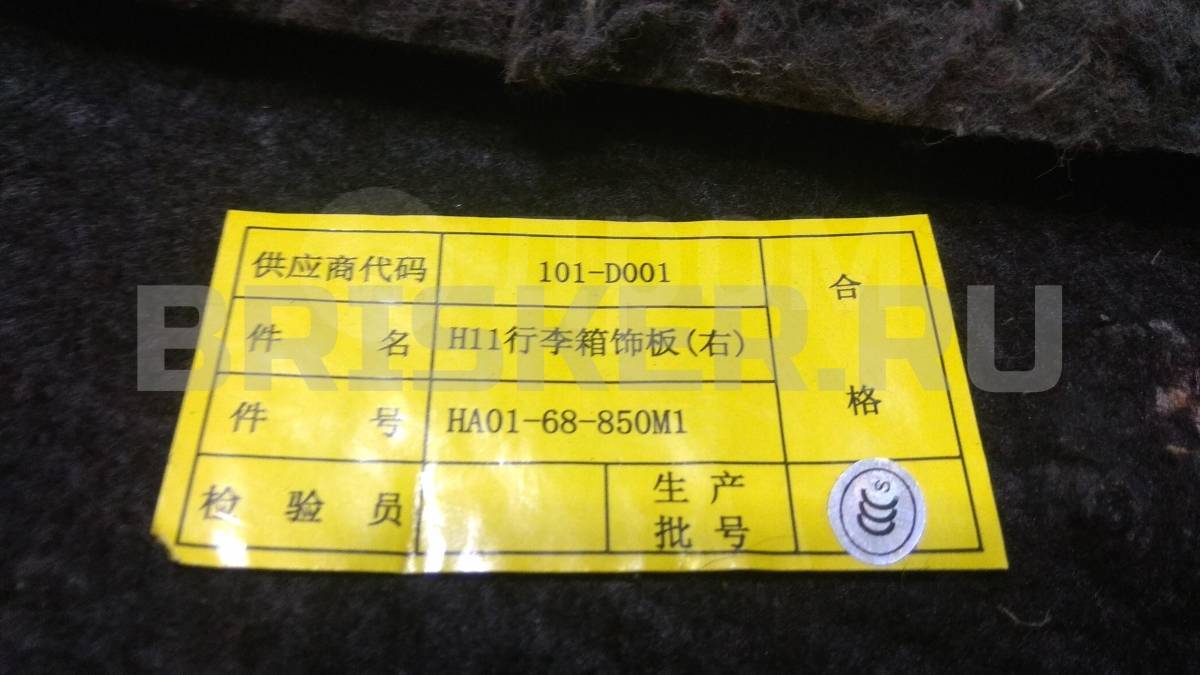 供应商代码 101-D001 合
件 名 H11行李箱饰板(右)
件 号 HA01-68-850M1 格
检 验 员 生 产
批 号
S
BRISKER.RU